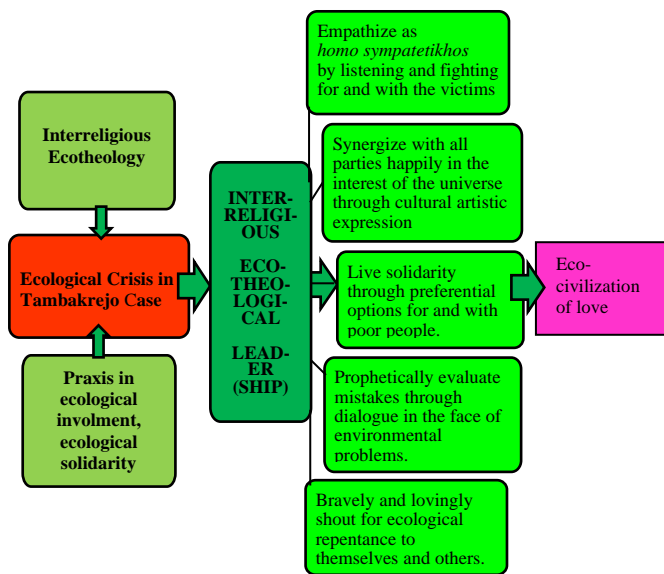 Interreligious
Ecotheology
Ecological Crisis in
Tambakrejo Case
Praxis in
ecological
involment,
ecological
solidarity
INTER-
RELIGI-
OUS
ECO-
THEO-
LOGI-
CAL
LEAD-
ER
(SHIP)
Empathize as
homo sympatetikhos
by listening and fighting
for and with the victims
Synergize with all
parties happily in the
interest of the universe
through cultural artistic
expression
Live solidarity
through preferential
options for and with
poor people.
Prophetically evaluate
mistakes through
dialogue in the face of
environmental
problems.
Bravely and lovingly
shout for ecological
repentance to
themselves and others.
Eco-
civilization
of love